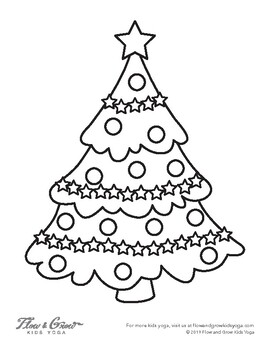 Flow & Grow
KIDS YOGA
For more kids yoga, visit us at flowandgrowkidsyoga.com
©2019 Flow and Grow Kids Yoga